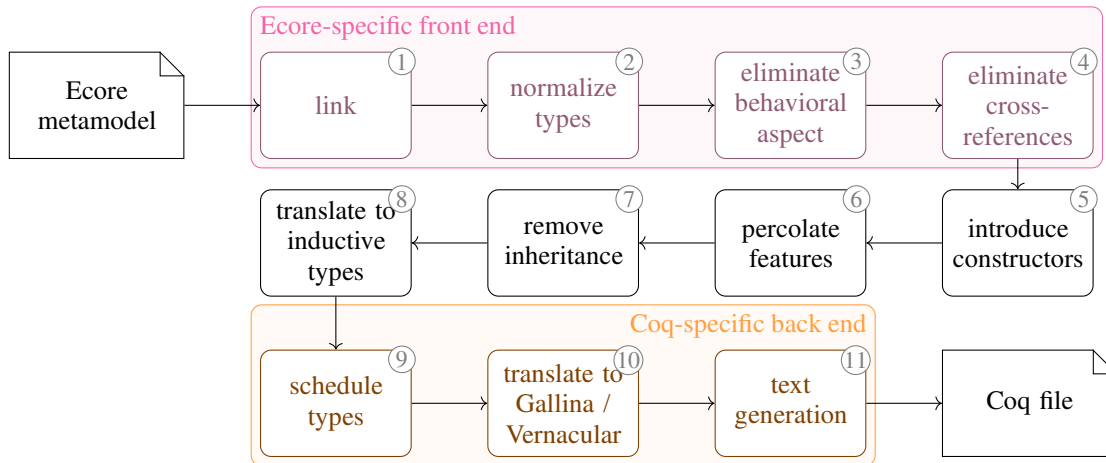 Ecore-specific front end
Ecore
metamodel
1
link
2
normalize
types
3
eliminate
behavioral
aspect
4
eliminate
cross-
references
8
translate to
inductive
types
7
remove
inheritance
6
percolate
features
5
introduce
constructors
Coq-specific back end
9
schedule
types
10
translate to
Gallina /
Vernacular
11
text
generation
Coq file